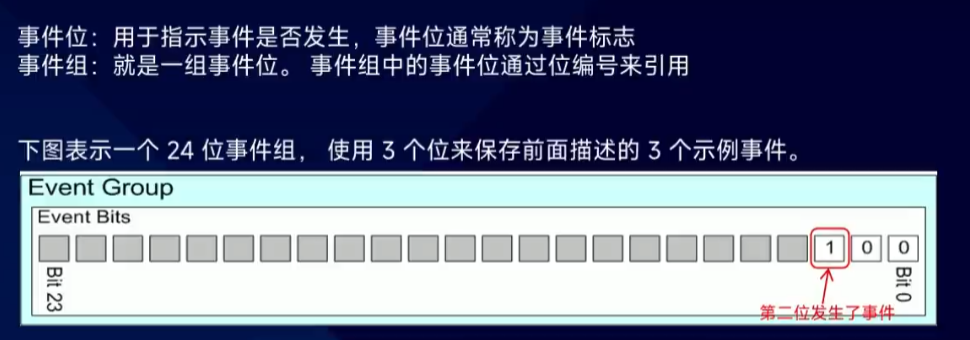 事件位：用于指示事件是否发生，事件位通常称为事件标志
事件组：就是一组事件位。 事件组中的事件位通过位编号来引用
下图表示一个 24 位事件组， 使用 3 个位来保存前面描述的 3 个示例事件。
Event Group
Event Bits
1 0 0
Bit 23
Bit 0
第二位发生了事件